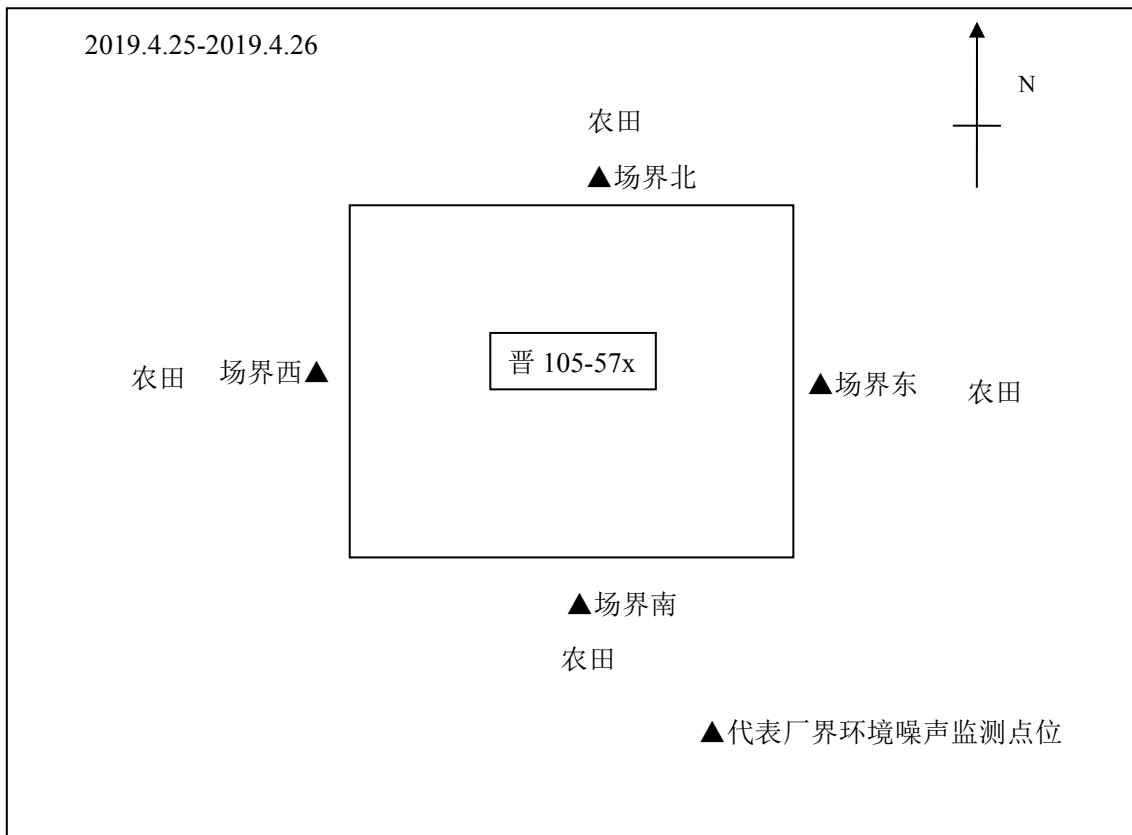 2019.4.25-2019.4.26
N
农田
▲场界北
晋 105-57x
农田 场界西▲
▲场界东 农田
▲场界南
农田
▲代表厂界环境噪声监测点位